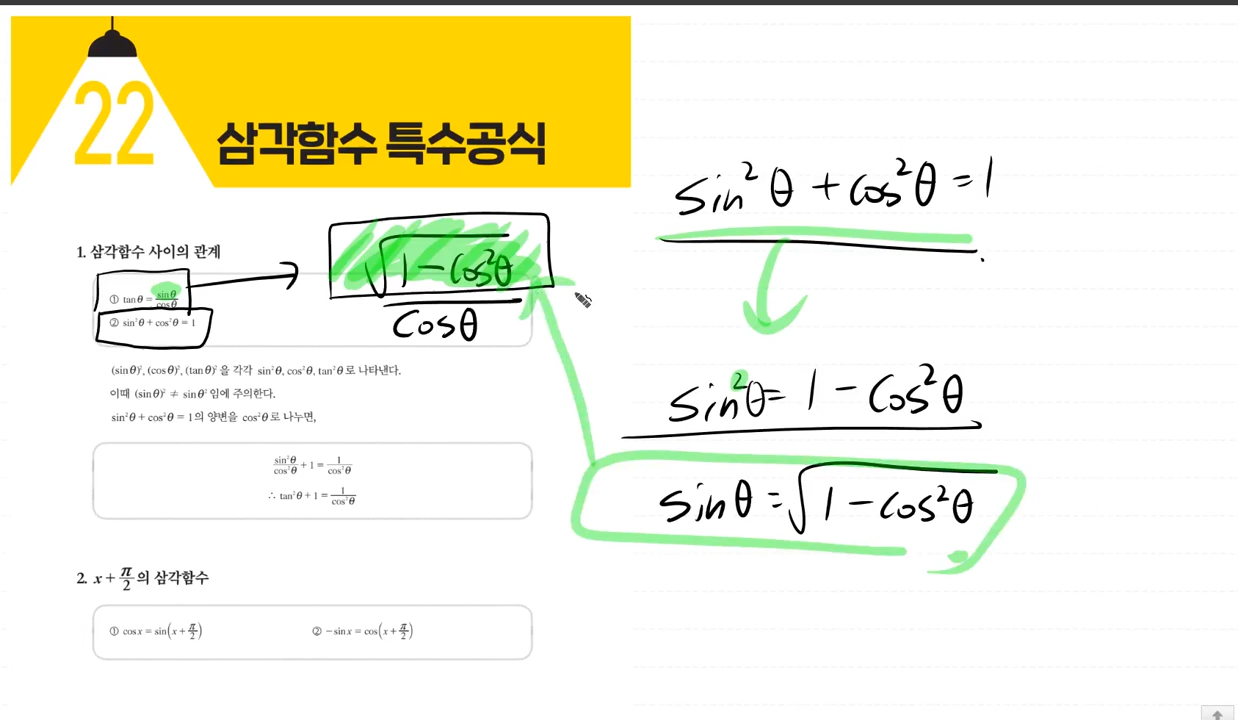 22
삼각함수 특수공식
1. 삼각함수 사이의 관계
① tanθ = sinθ/cosθ
② sin²θ + cos²θ = 1
√(1 − cos²θ)
cosθ
(sinθ)², (cosθ)², (tanθ)² 을 각각 sin²θ, cos²θ, tan²θ 로 나타낸다.
이때 (sinθ)² ≠ sinθ² 임에 주의한다.
sin²θ + cos²θ = 1 의 양변을 cos²θ 로 나누면,
sin²θ/cos²θ + 1 = 1/cos²θ
∴ tan²θ + 1 = 1/cos²θ
2. x + π/2 의 삼각함수
① cos x = sin(x + π/2)
② −sin x = cos(x + π/2)
sin²θ + cos²θ = 1
sin²θ = 1 − cos²θ
sinθ = √(1 − cos²θ)